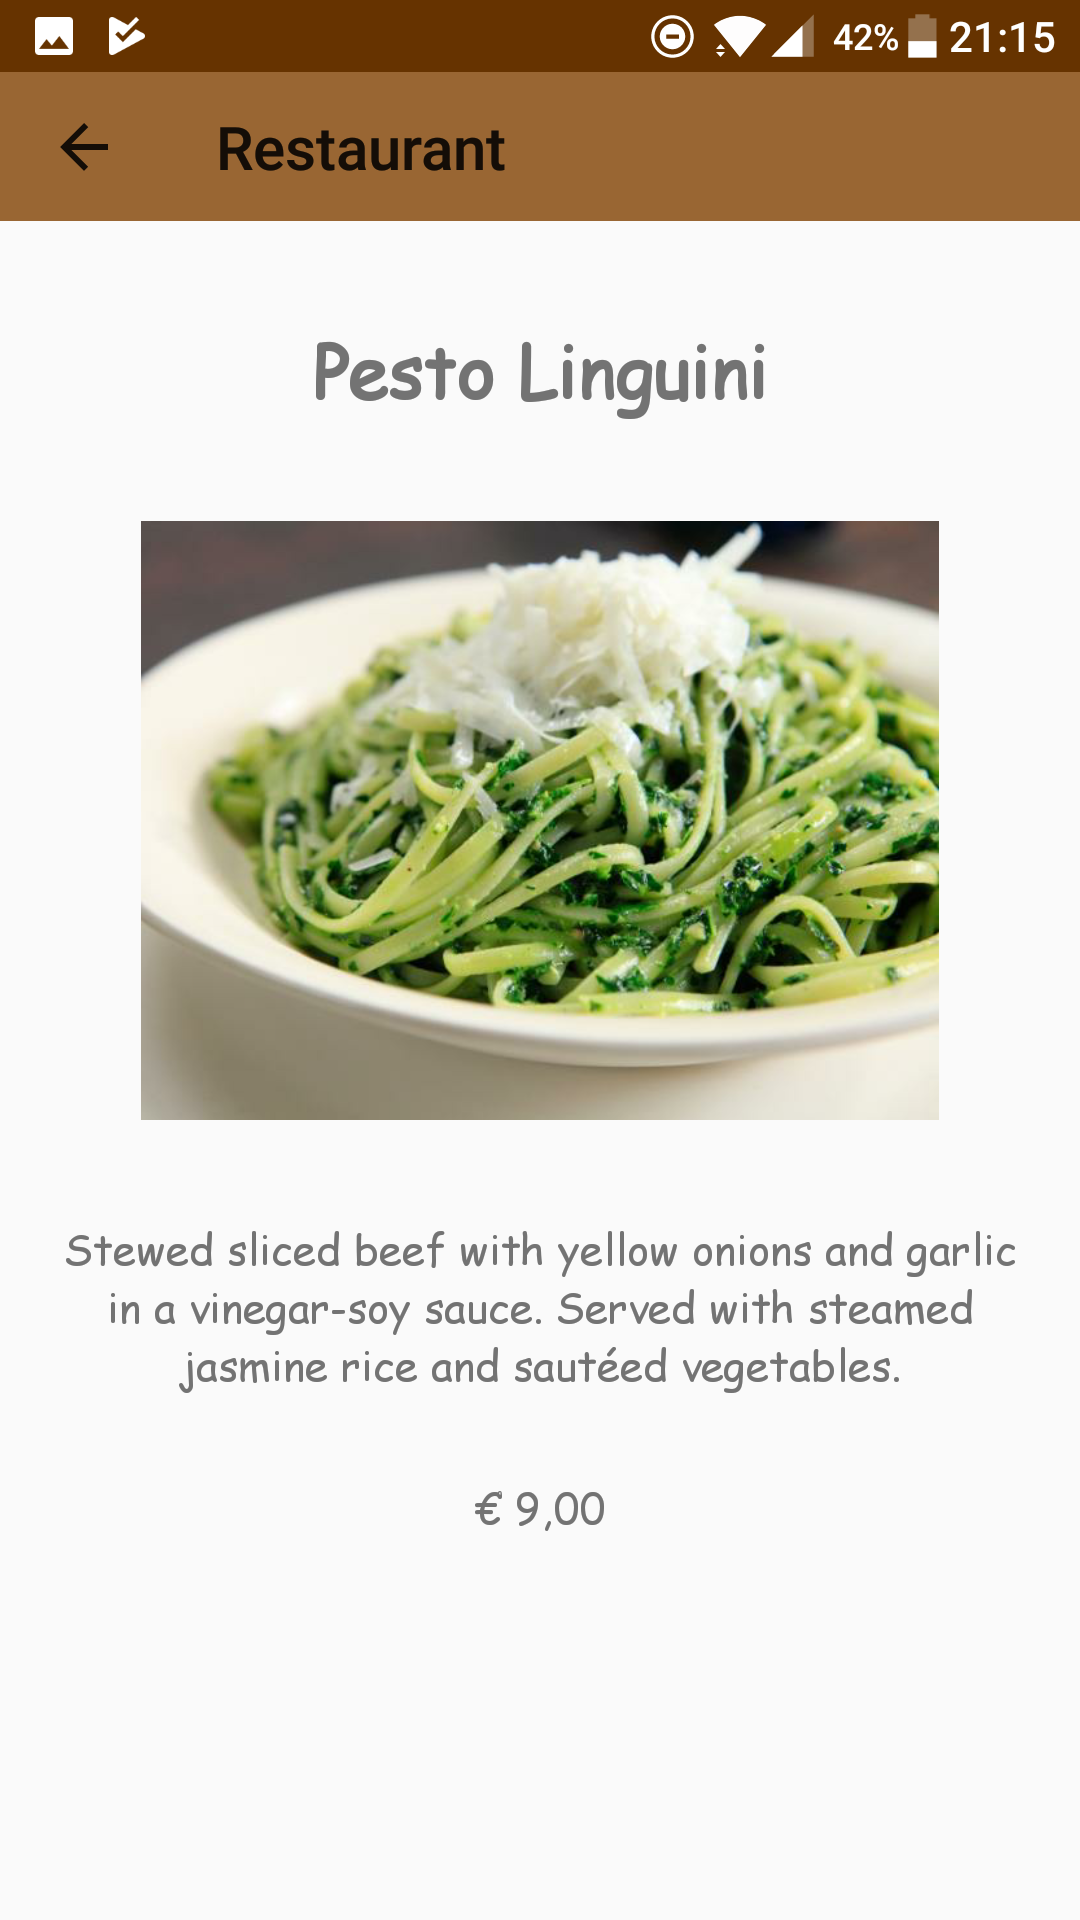 42% 21:15
Restaurant
Pesto Linguini
Stewed sliced beef with yellow onions and garlic
in a vinegar-soy sauce. Served with steamed
jasmine rice and sautéed vegetables.
€ 9,00